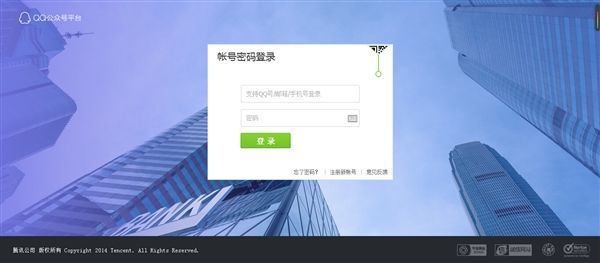 QQ公众号平台
帐号密码登录
支持QQ号/邮箱/手机号登录
密码
登 录
忘了密码? | 注册新帐号 | 意见反馈
腾讯公司 版权所有 Copyright 2014 Tencent. All Rights Reserved.
Norton